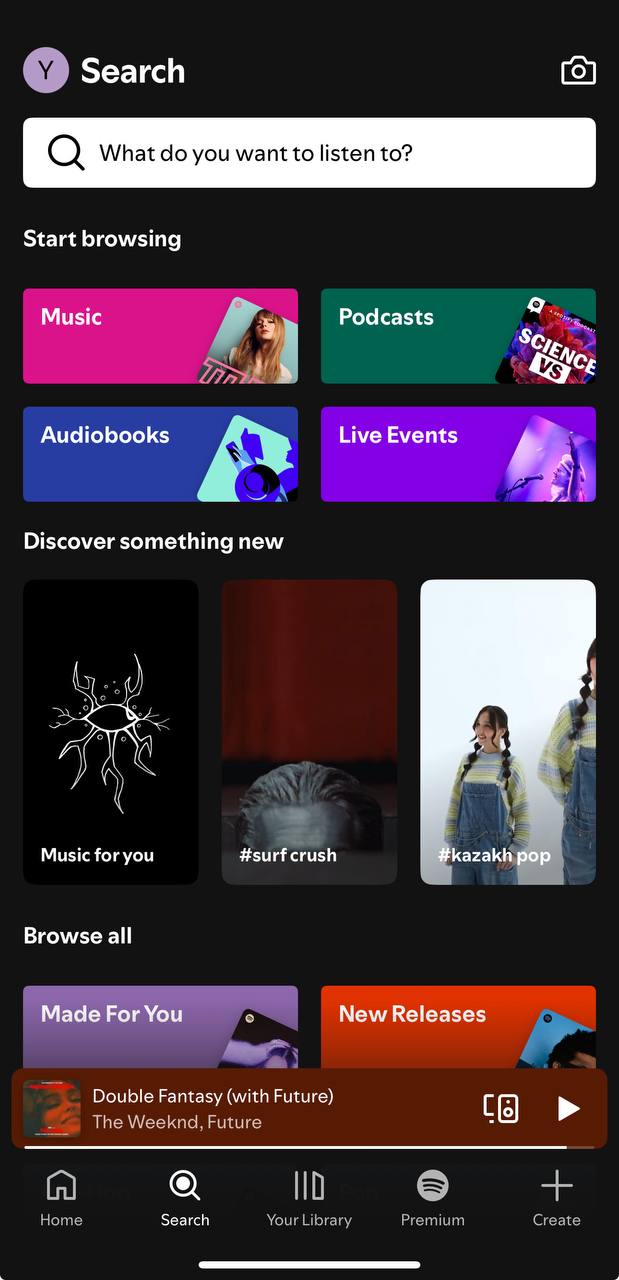 Y
Search
What do you want to listen to?
Start browsing
Music
Podcasts
A SPOTIFY PODCAST
SCIENCE
VS
Audiobooks
Live Events
Discover something new
Music for you
#surf crush
#kazakh pop
Browse all
Made For You
New Releases
Double Fantasy (with Future)
The Weeknd, Future
Home
Search
Your Library
Premium
Create